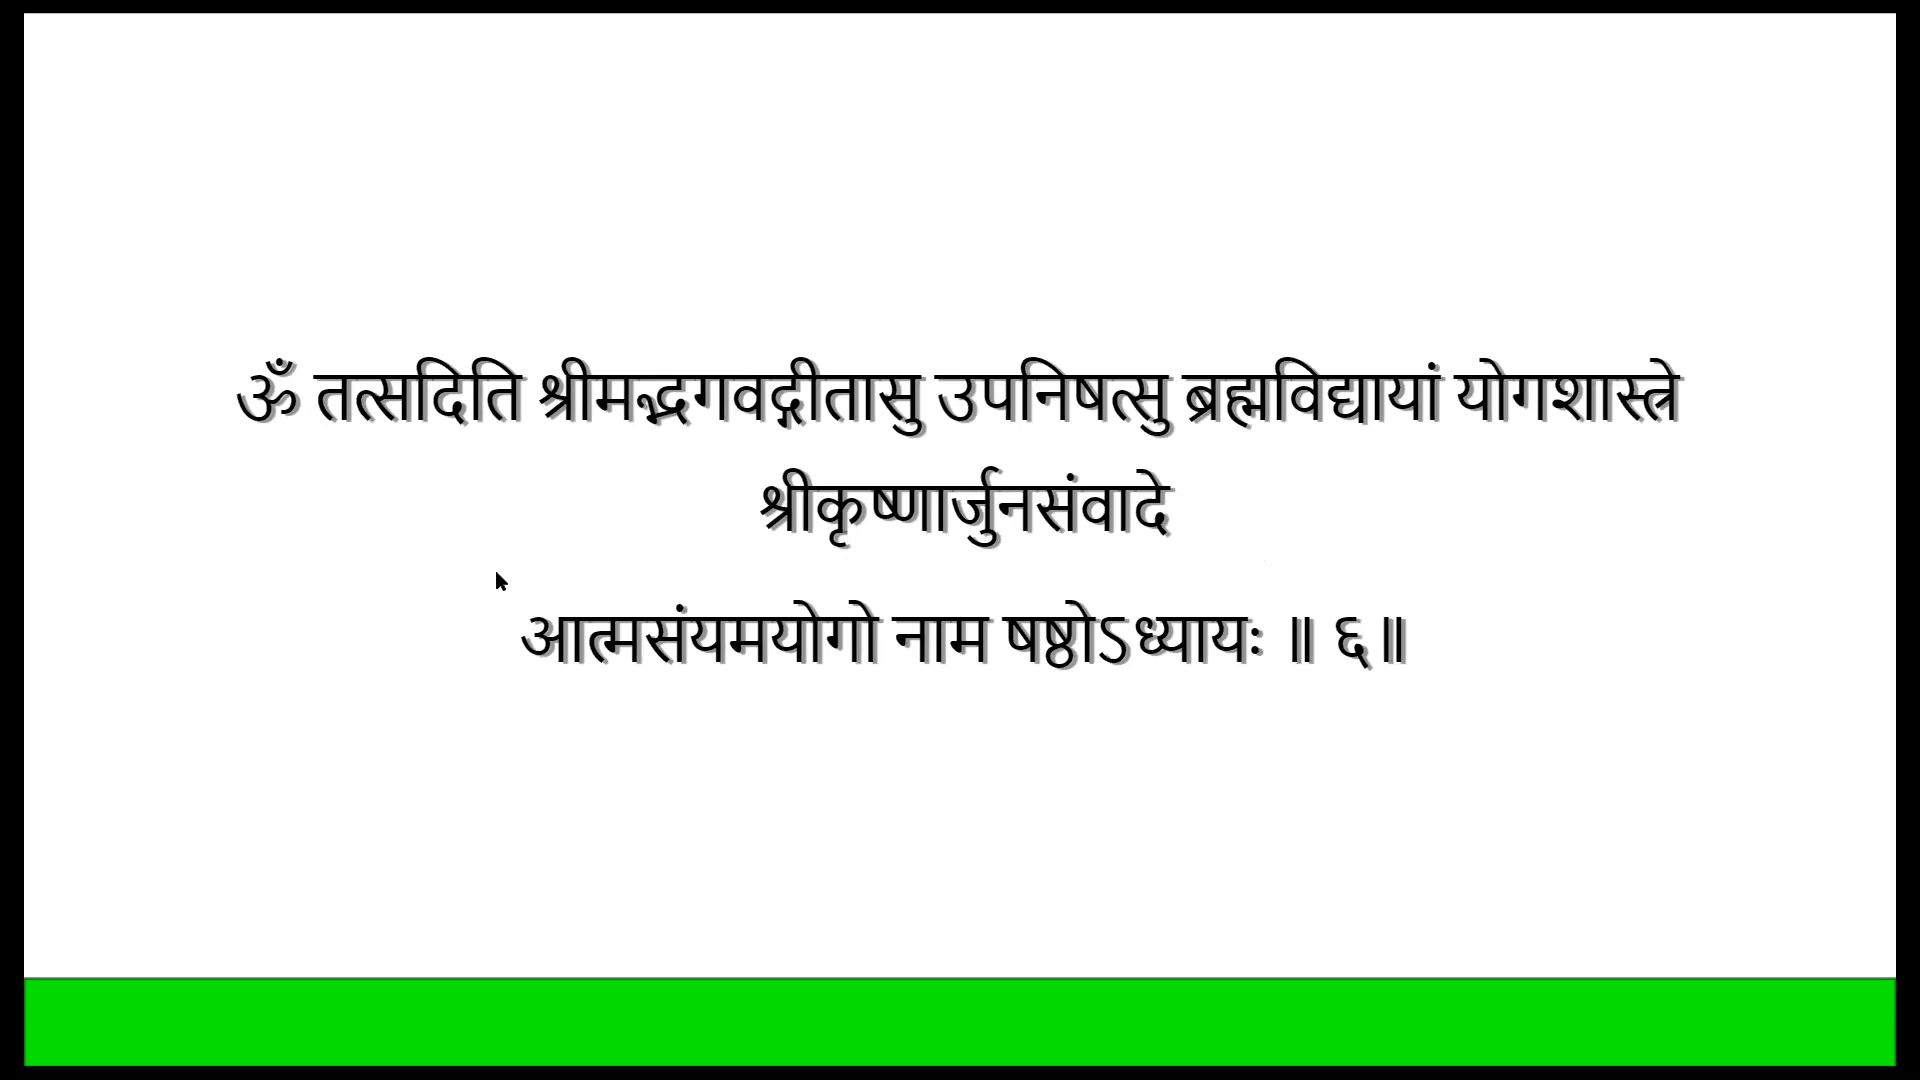 ॐ तत्सदिति श्रीमद्भगवद्गीतासु उपनिषत्सु ब्रह्मविद्यायां योगशास्त्रे
श्रीकृष्णार्जुनसंवादे
आत्मसंयमयोगो नाम षष्ठोऽध्यायः ॥ ६॥